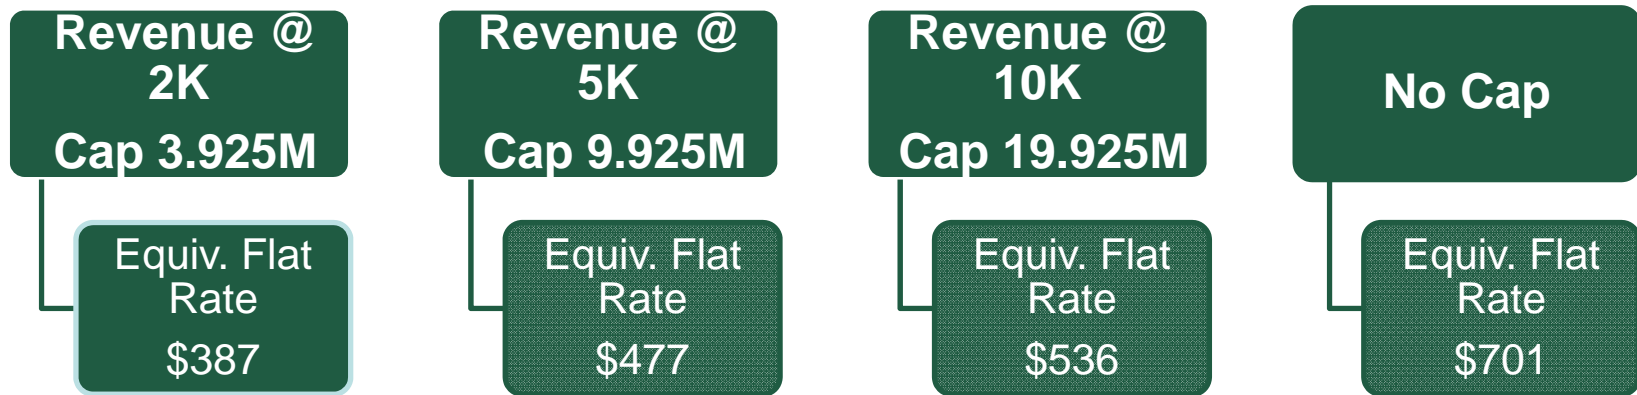 Revenue @
2K
Cap 3.925M
Equiv. Flat
Rate
$387
Revenue @
5K
Cap 9.925M
Equiv. Flat
Rate
$477
Revenue @
10K
Cap 19.925M
Equiv. Flat
Rate
$536
No Cap
Equiv. Flat
Rate
$701